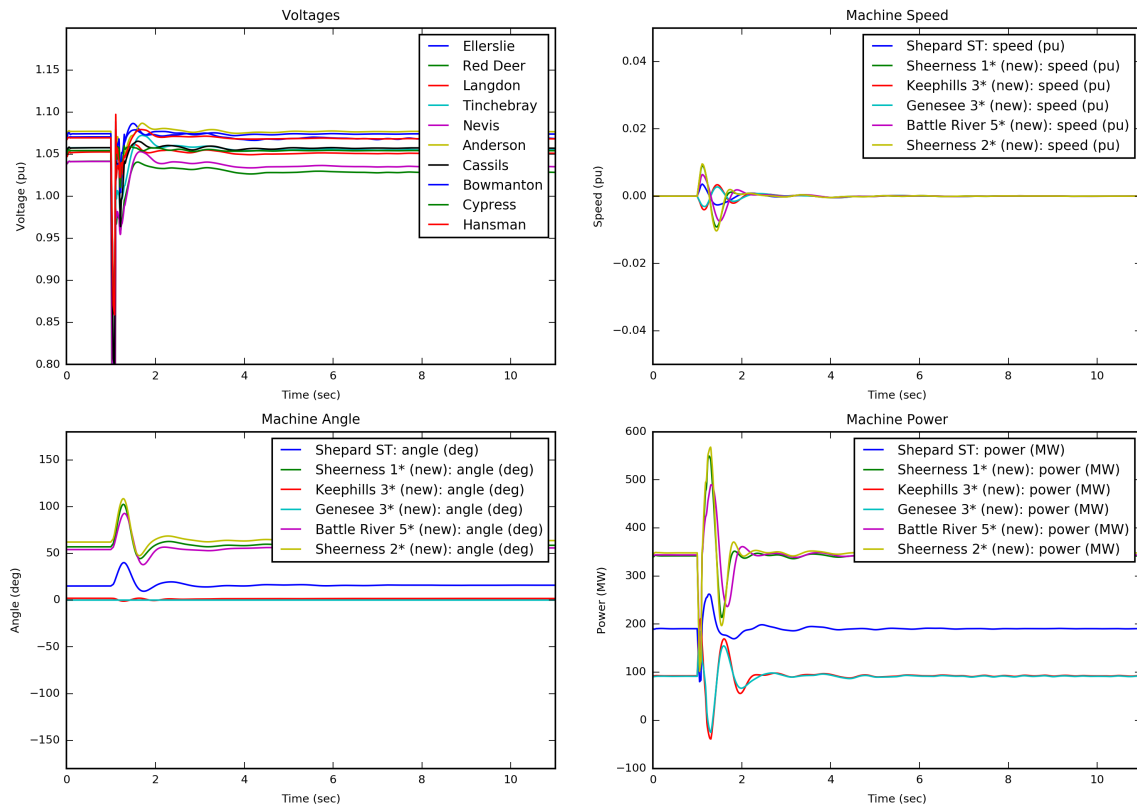 Voltages
1.15
1.10
1.05
1.00
0.95
0.90
0.85
0.80
Voltage (pu)
0
2
4
6
8
10
Time (sec)
Ellerslie
Red Deer
Langdon
Tinchebray
Nevis
Anderson
Cassils
Bowmanton
Cypress
Hansman
Machine Speed
0.04
0.02
0.00
−0.02
−0.04
Speed (pu)
0
2
4
6
8
10
Time (sec)
Shepard ST: speed (pu)
Sheerness 1* (new): speed (pu)
Keephills 3* (new): speed (pu)
Genesee 3* (new): speed (pu)
Battle River 5* (new): speed (pu)
Sheerness 2* (new): speed (pu)
Machine Angle
150
100
50
0
−50
−100
−150
Angle (deg)
0
2
4
6
8
10
Time (sec)
Shepard ST: angle (deg)
Sheerness 1* (new): angle (deg)
Keephills 3* (new): angle (deg)
Genesee 3* (new): angle (deg)
Battle River 5* (new): angle (deg)
Sheerness 2* (new): angle (deg)
Machine Power
600
500
400
300
200
100
0
−100
Power (MW)
0
2
4
6
8
10
Time (sec)
Shepard ST: power (MW)
Sheerness 1* (new): power (MW)
Keephills 3* (new): power (MW)
Genesee 3* (new): power (MW)
Battle River 5* (new): power (MW)
Sheerness 2* (new): power (MW)